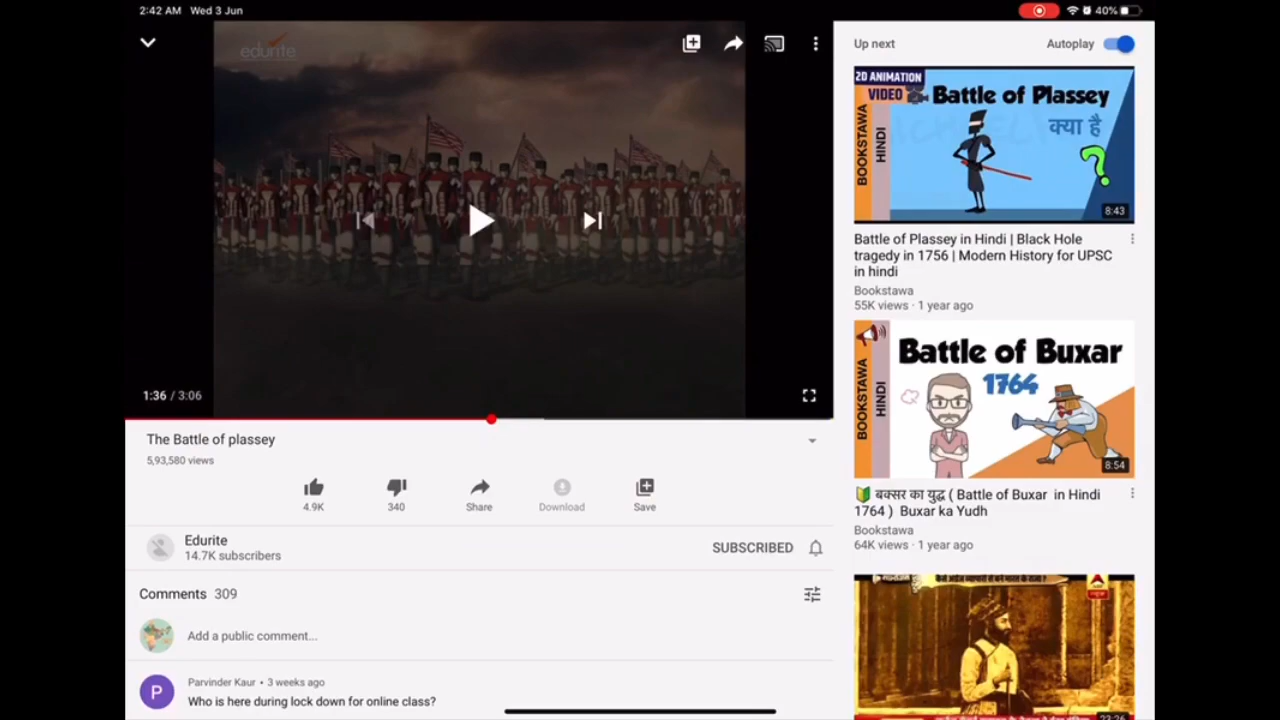 2:42 AM Wed 3 Jun
40%
edurite
1:36 / 3:06
The Battle of plassey
5,93,580 views
4.9K
340
Share
Download
Save
Edurite
14.7K subscribers
SUBSCRIBED
Comments 309
Add a public comment...
P
Parvinder Kaur • 3 weeks ago
Who is here during lock down for online class?
Up next
Autoplay
2D ANIMATION
VIDEO
Battle of Plassey
क्या है
?
BOOKSTAWA
HINDI
8:43
Battle of Plassey in Hindi | Black Hole
tragedy in 1756 | Modern History for UPSC
in hindi
Bookstawa
55K views · 1 year ago
Battle of Buxar
1764
BOOKSTAWA
HINDI
8:54
🔰 बक्सर का युद्ध ( Battle of Buxar in Hindi
1764 ) Buxar ka Yudh
Bookstawa
64K views · 1 year ago
23:26